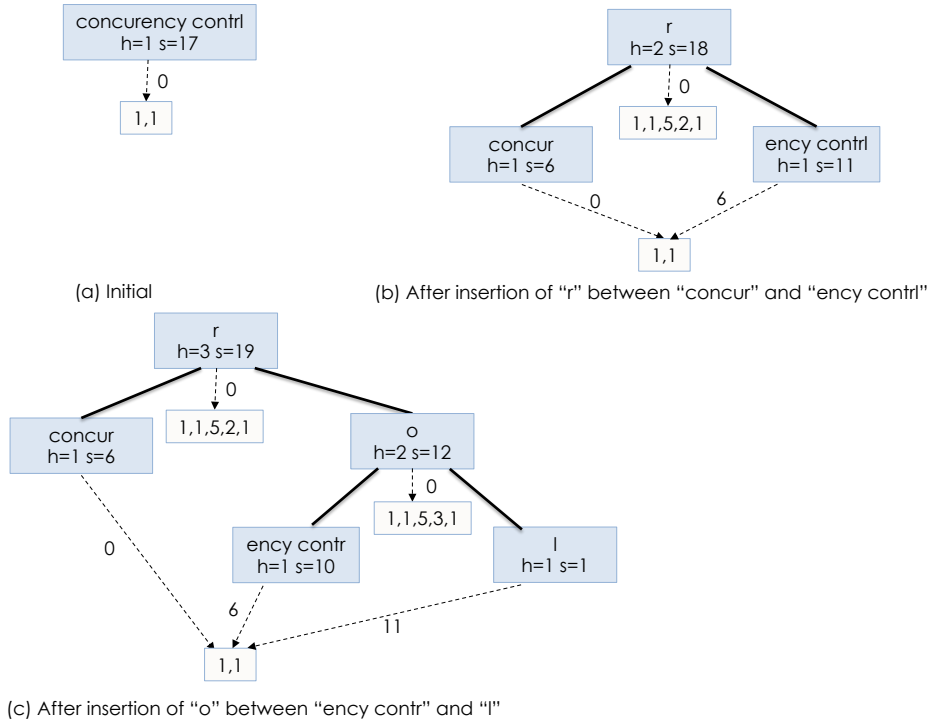 concurency contrl
h=1 s=17
0
1,1
(a) Initial
r
h=2 s=18
0
1,1,5,2,1
concur
h=1 s=6
ency contrl
h=1 s=11
0
6
1,1
(b) After insertion of “r” between “concur” and “ency contrl”
r
h=3 s=19
0
1,1,5,2,1
concur
h=1 s=6
o
h=2 s=12
0
1,1,5,3,1
ency contr
h=1 s=10
l
h=1 s=1
0
6
11
1,1
(c) After insertion of “o” between “ency contr” and “l”